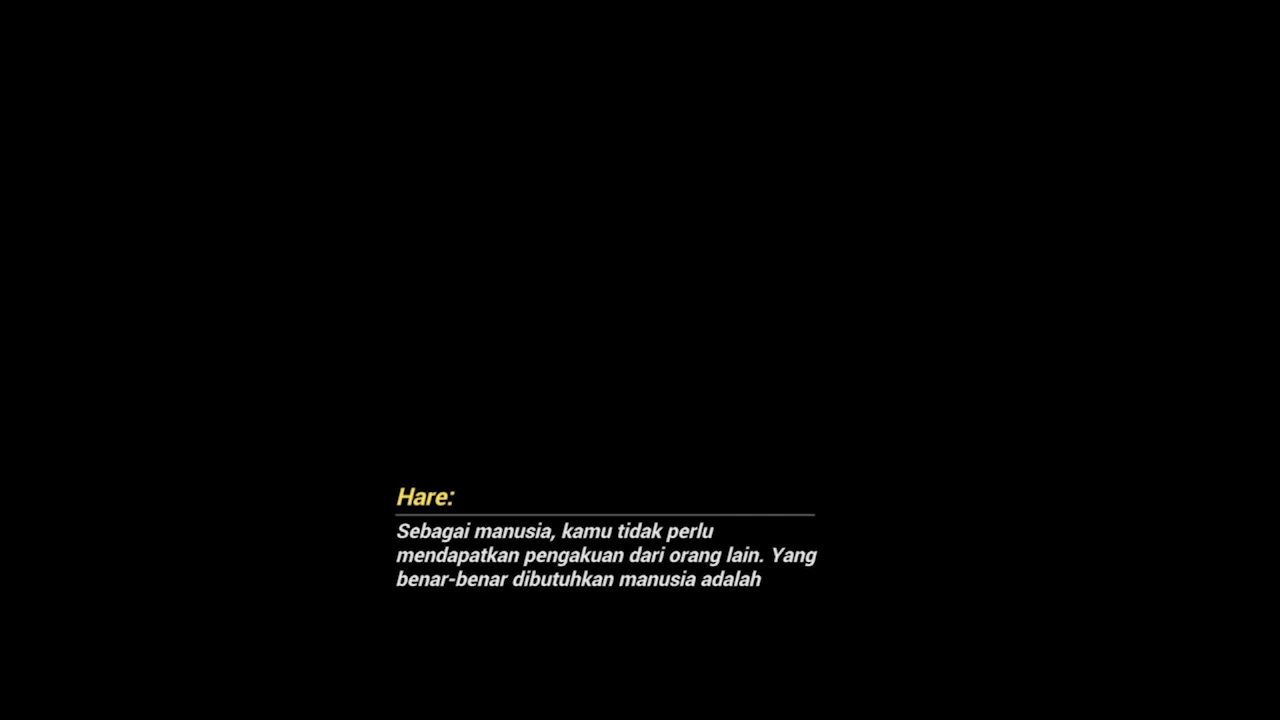 Hare:
Sebagai manusia, kamu tidak perlu
mendapatkan pengakuan dari orang lain. Yang
benar-benar dibutuhkan manusia adalah